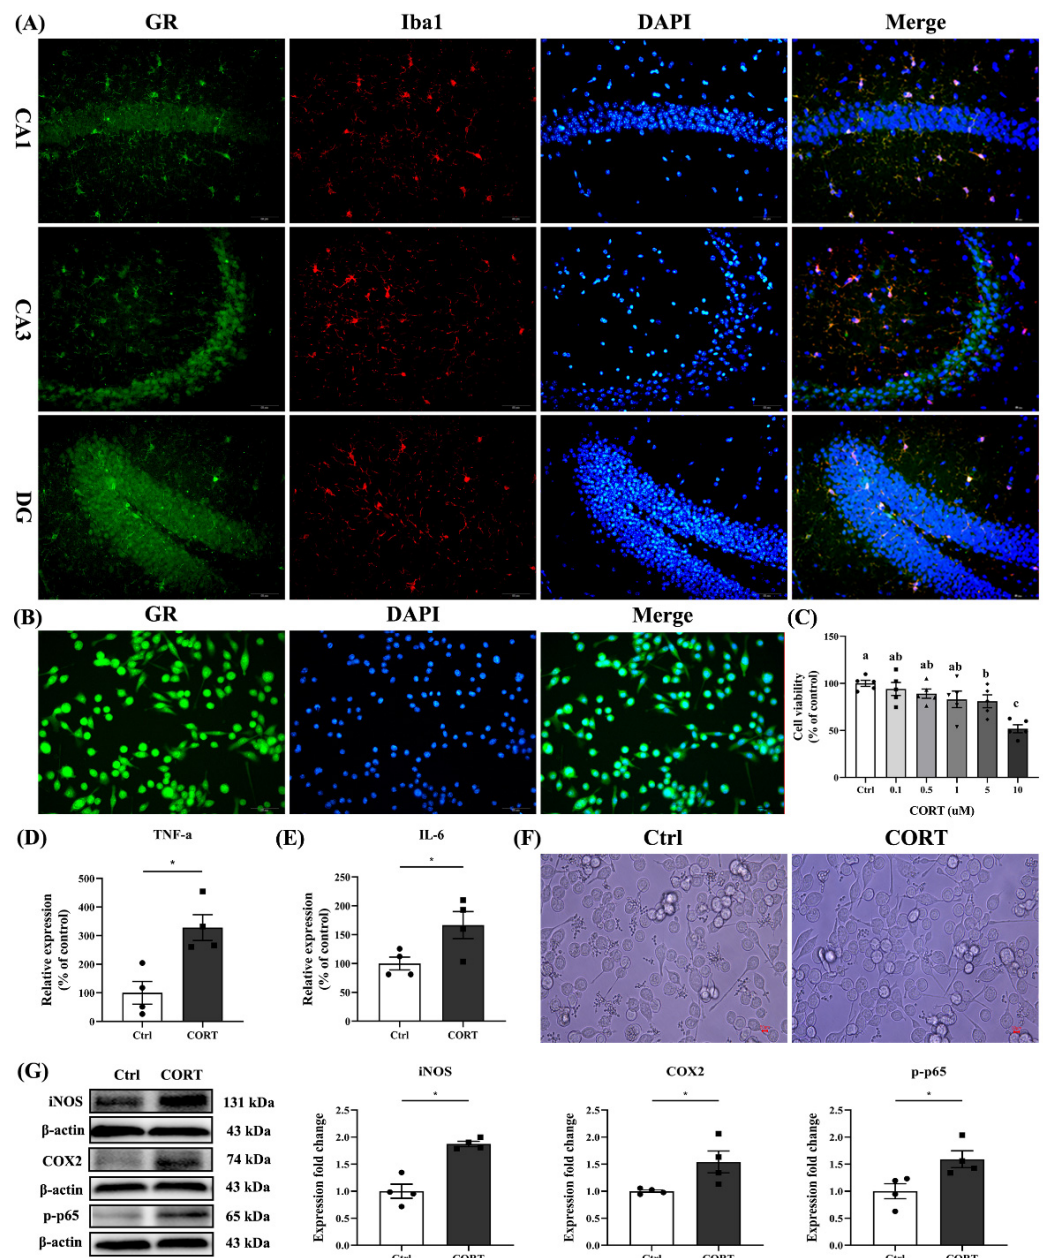 (A) GR Iba1 DAPI Merge
CA1
CA3
DG
(B) GR DAPI Merge (C)
Cell viability
(% of control)
150
100
50
0
a ab ab ab b c
Ctrl 0.1 0.5 1 5 10
CORT (uM)
(D) TNF-a
Relative expression
(% of control)
500
400
300
200
100
0
*
Ctrl CORT
(E) IL-6
Relative expression
(% of control)
250
200
150
100
50
0
*
Ctrl CORT
(F) Ctrl CORT
(G) Ctrl CORT
iNOS 131 kDa
β-actin 43 kDa
COX2 74 kDa
β-actin 43 kDa
p-p65 65 kDa
β-actin 43 kDa
iNOS
Expression fold change
2.5
2.0
1.5
1.0
0.5
0.0
*
Ctrl CORT
COX2
Expression fold change
2.5
2.0
1.5
1.0
0.5
0.0
*
Ctrl CORT
p-p65
Expression fold change
2.5
2.0
1.5
1.0
0.5
0.0
*
Ctrl CORT